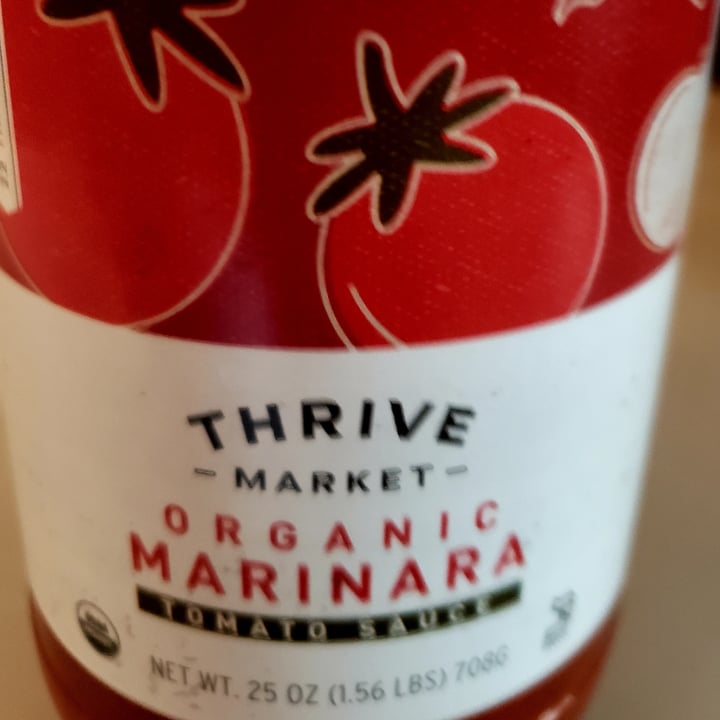 THRIVE
- MARKET -
ORGANIC
MARINARA
TOMATO SAUCE
NET WT. 25 OZ (1.56 LBS) 708G